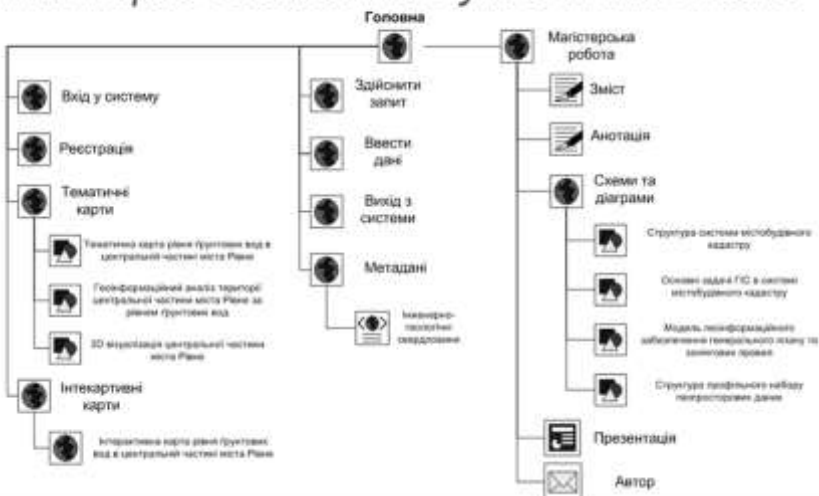 Головна
Вхід у систему
Реєстрація
Тематичні
карти
Тематична карта рівня ґрунтових вод в
центральній частині міста Рівне
Геоінформаційний аналіз території
центральної частини міста Рівне за
рівнем ґрунтових вод
3D візуалізація центральної частини
міста Рівне
Інтекартивні
карти
Інтерактивна карта рівня ґрунтових
вод в центральній частині міста Рівне
Здійснити
запит
Ввести
дані
Вихід з
системи
Метадані
Інженерно-
геологічні
свердловини
Магістерська
робота
Зміст
Анотація
Схеми та
діаграми
Структура системи містобудівного
кадастру
Основні задачі ГІС в системі
містобудівного кадастру
Модель геоінформаційного
забезпечення генерального плану та
зонінгових правил
Структура профільного набору
геопросторових даних
Презентація
Автор